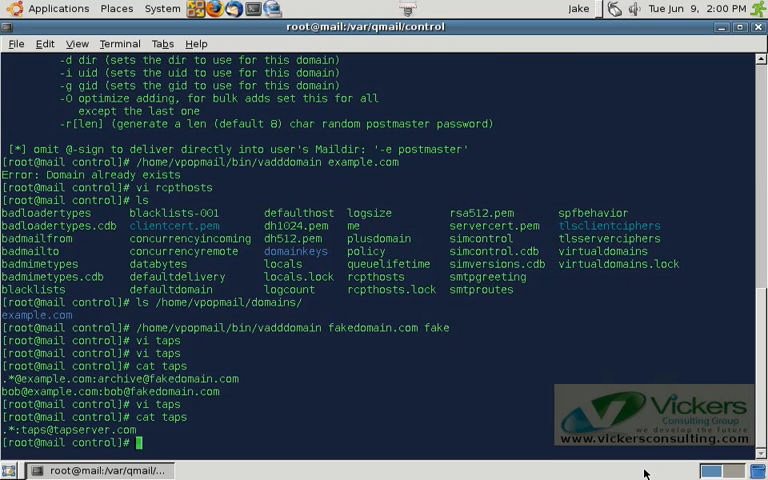 Applications Places System Jake Tue Jun 9, 2:00 PM
root@mail:/var/qmail/control
File Edit View Terminal Tabs Help
-d dir (sets the dir to use for this domain)
-i uid (sets the uid to use for this domain)
-g gid (sets the gid to use for this domain)
-O optimize adding, for bulk adds set this for all
except the last one
-r[len] (generate a len (default 8) char random postmaster password)
[*] omit @-sign to deliver directly into user's Maildir: '-e postmaster'
[root@mail control]# /home/vpopmail/bin/vadddomain example.com
Error: Domain already exists
[root@mail control]# vi rcpthosts
[root@mail control]# ls
badloadertypes blacklists-001 defaulthost logsize rsa512.pem spfbehavior
badloadertypes.cdb clientcert.pem dh1024.pem me servercert.pem tlsclientciphers
badmailfrom concurrencyincoming dh512.pem plusdomain simcontrol tlsserverciphers
badmailto concurrencyremote domainkeys policy simcontrol.cdb virtualdomains
badmimetypes databytes locals queuelifetime simversions.cdb virtualdomains.lock
badmimetypes.cdb defaultdelivery locals.lock rcpthosts smtpgreeting
blacklists defaultdomain logcount rcpthosts.lock smtproutes
[root@mail control]# ls /home/vpopmail/domains/
example.com
[root@mail control]# /home/vpopmail/bin/vadddomain fakedomain.com fake
[root@mail control]# vi taps
[root@mail control]# vi taps
[root@mail control]# cat taps
.*@example.com:archive@fakedomain.com
bob@example.com:bob@fakedomain.com
[root@mail control]# vi taps
[root@mail control]# cat taps
.*:taps@tapserver.com
[root@mail control]#
Vickers
Consulting Group
we develop the future
www.vickersconsulting.com
root@mail:/var/qmail/...